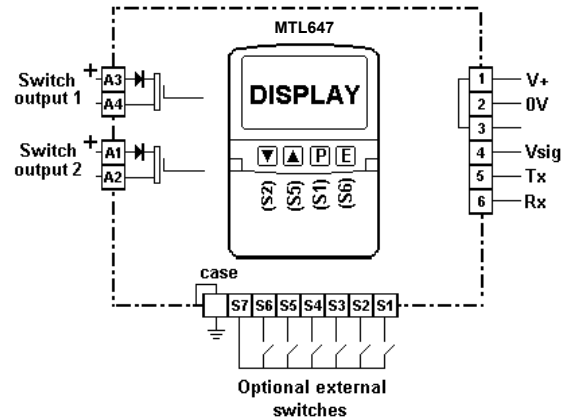 MTL647
DISPLAY
▼ ▲ P E
(S2) (S5) (S1) (S6)
+ A3
Switch output 1
A4
+ A1
Switch output 2
A2
1 V+
2 0V
3
4 Vsig
5 Tx
6 Rx
case
S7 S6 S5 S4 S3 S2 S1
Optional external
switches